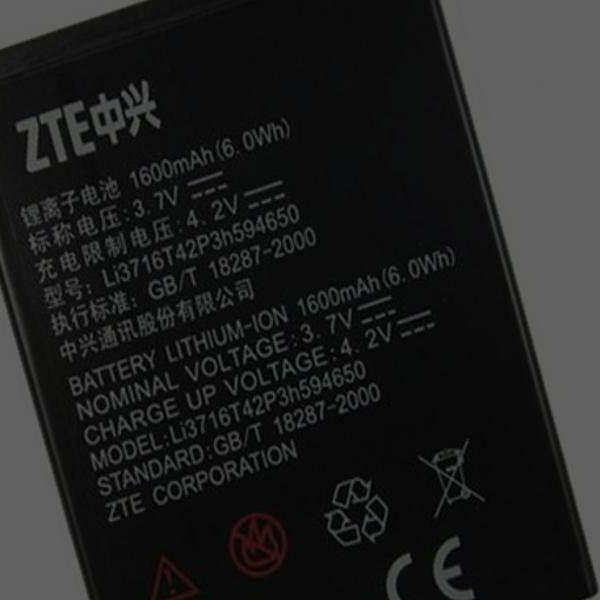 ZTE中兴
锂离子电池 1600mAh(6.0Wh)
标称电压:3.7V
充电限制电压:4.2V
型号: Li3716T42P3h594650
执行标准: GB/T 18287-2000
中兴通讯股份有限公司
BATTERY LITHIUM-ION 1600mAh(6.0Wh)
NOMINAL VOLTAGE:3.7V
CHARGE UP VOLTAGE:4.2V
MODEL:Li3716T42P3h594650
STANDARD:GB/T 18287-2000
ZTE CORPORATION
CE